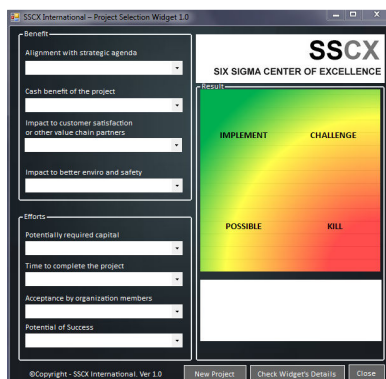 SSCX International – Project Selection Widget 1.0
Benefit
Alignment with strategic agenda
Cash benefit of the project
Impact to customer satisfaction
or other value chain partners
Impact to better enviro and safety
Efforts
Potentially required capital
Time to complete the project
Acceptance by organization members
Potential of Success
SSCX
SIX SIGMA CENTER OF EXCELLENCE
Result
IMPLEMENT CHALLENGE
POSSIBLE KILL
©Copyright - SSCX International. Ver 1.0
New Project Check Widget's Details Close